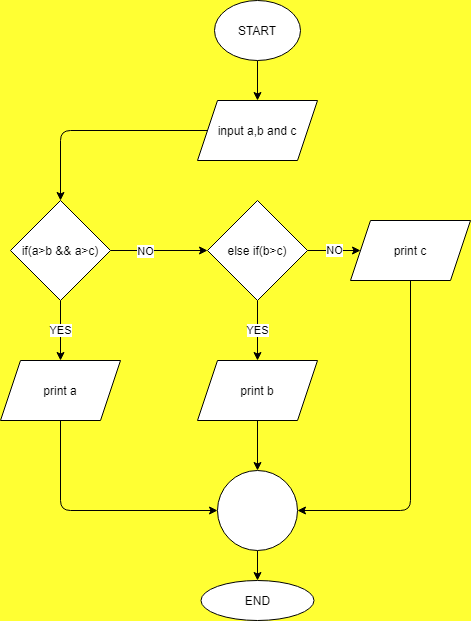 START
input a,b and c
if(a>b && a>c)
NO
else if(b>c)
NO
print c
YES
YES
print a
print b
END